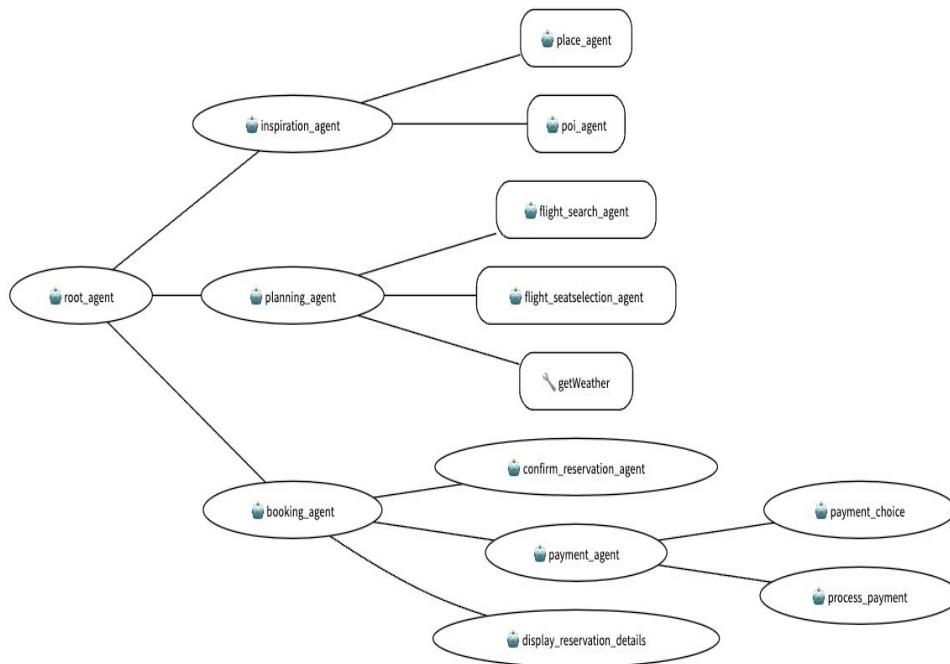 place_agent
inspiration_agent
poi_agent
flight_search_agent
root_agent
planning_agent
flight_seatselection_agent
getWeather
confirm_reservation_agent
booking_agent
payment_choice
payment_agent
process_payment
display_reservation_details